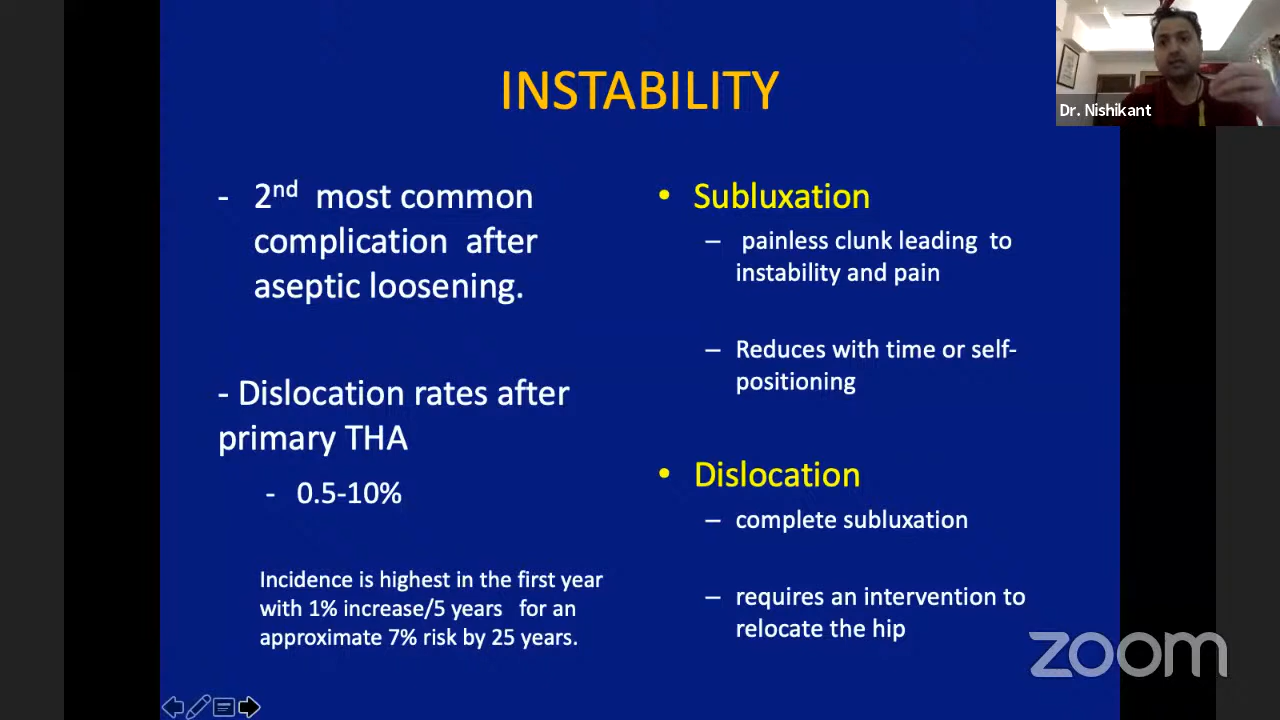 INSTABILITY
Dr. Nishikant
- 2nd most common
complication after
aseptic loosening.
- Dislocation rates after
primary THA
- 0.5-10%
Incidence is highest in the first year
with 1% increase/5 years for an
approximate 7% risk by 25 years.
• Subluxation
– painless clunk leading to
instability and pain
– Reduces with time or self-
positioning
• Dislocation
– complete subluxation
– requires an intervention to
relocate the hip
zoom